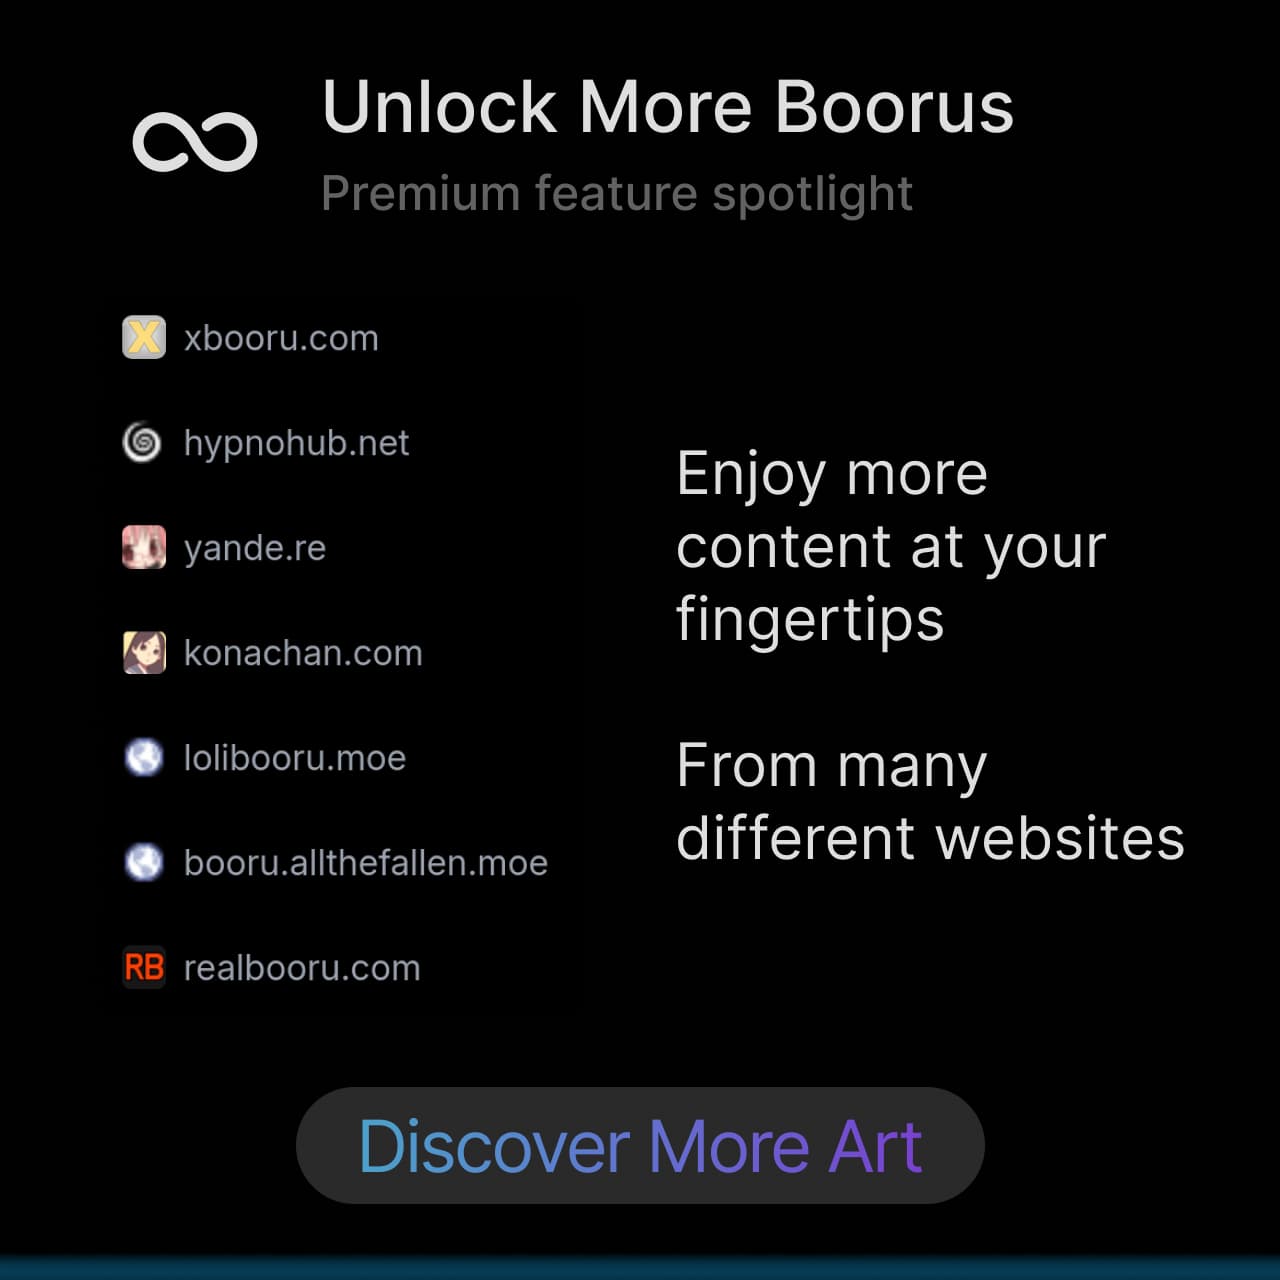 Unlock More Boorus
Premium feature spotlight
X
xbooru.com
hypnohub.net
yande.re
konachan.com
lolibooru.moe
booru.allthefallen.moe
RB
realbooru.com
Enjoy more
content at your
fingertips
From many
different websites
Discover More Art